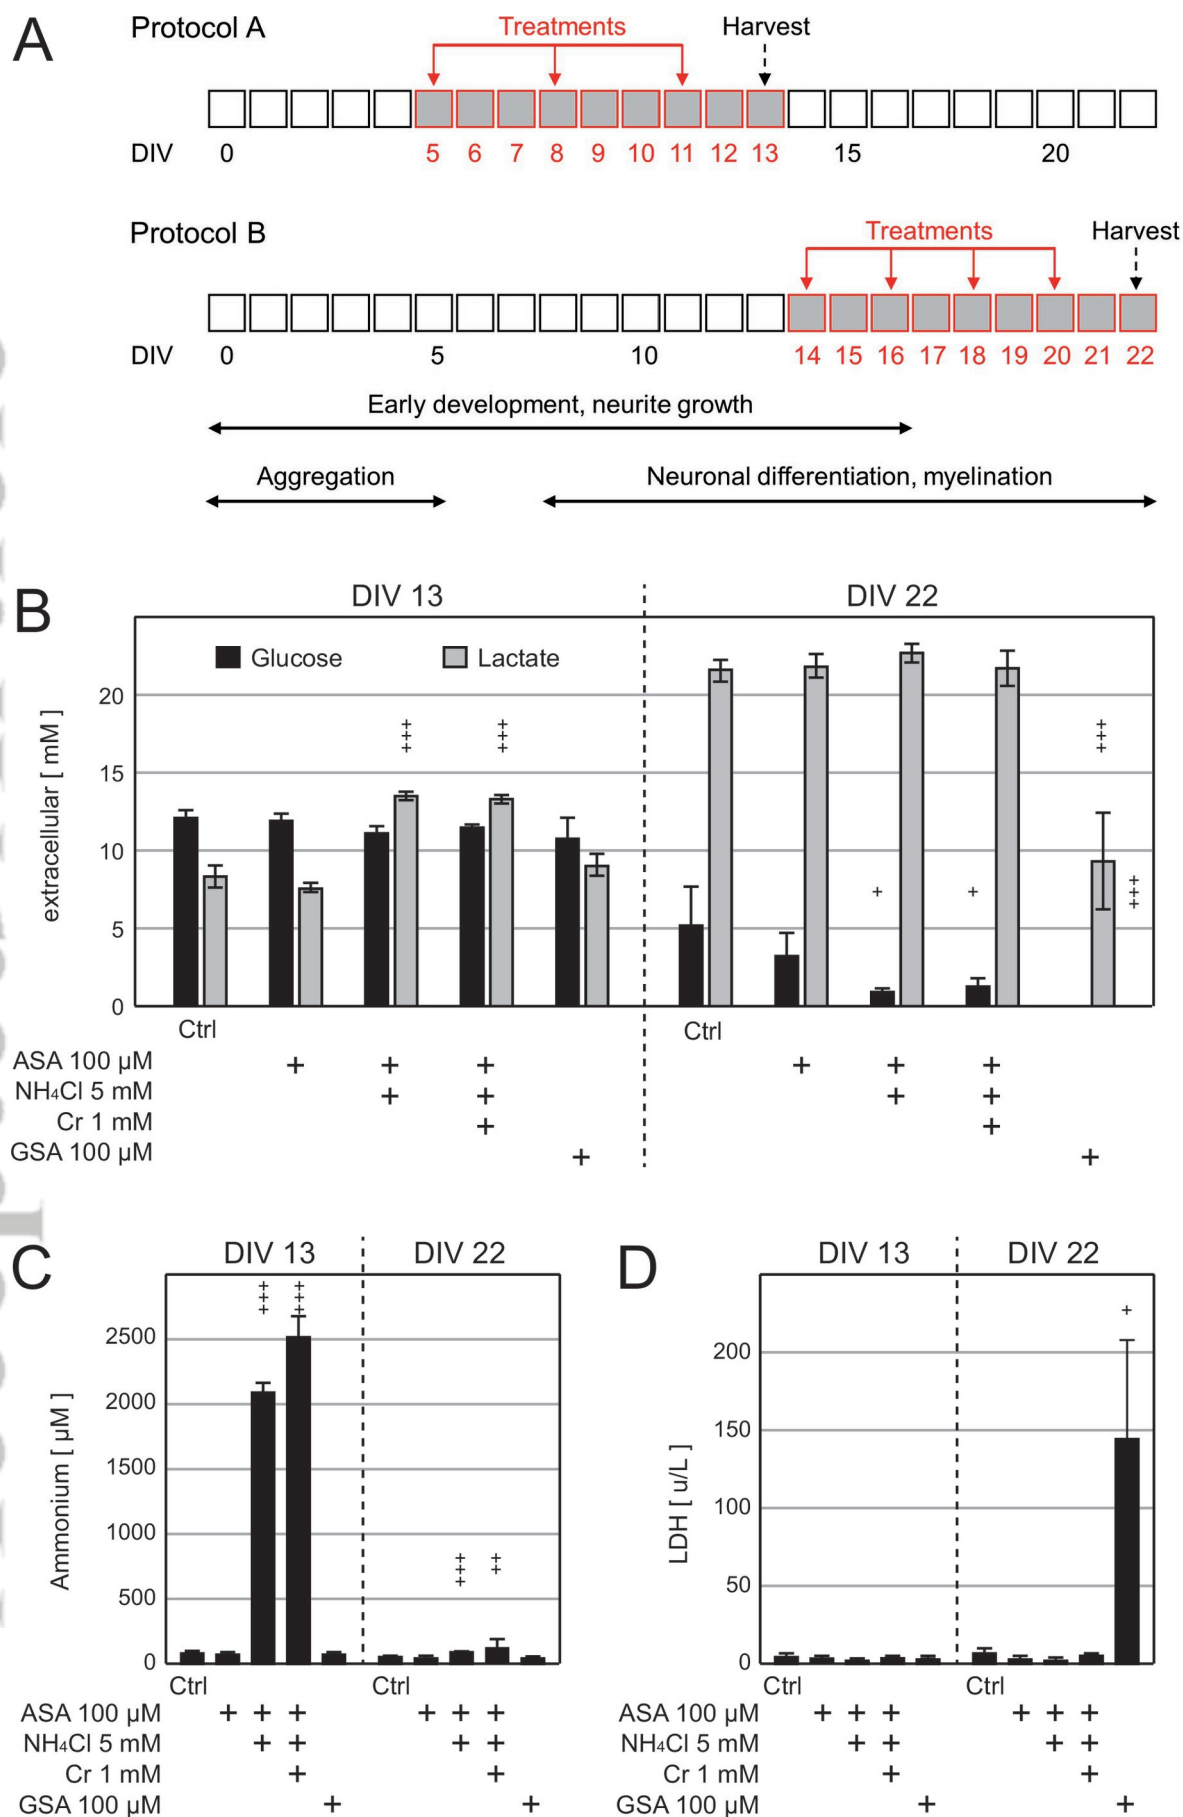 A
Protocol A
Treatments
Harvest
DIV 0 5 6 7 8 9 10 11 12 13 15 20
Protocol B
Treatments
Harvest
DIV 0 5 10 14 15 16 17 18 19 20 21 22
Early development, neurite growth
Aggregation
Neuronal differentiation, myelination
B
DIV 13 DIV 22
Glucose Lactate
extracellular [ mM ]
20
15
10
5
0
+++ +++ + + +++ +++
Ctrl Ctrl
ASA 100 µM + + + + + +
NH₄Cl 5 mM + + + +
Cr 1 mM + +
GSA 100 µM + +
C
DIV 13 DIV 22
Ammonium [ µM ]
2500
2000
1500
1000
500
0
+++ +++ +++ ++
Ctrl Ctrl
ASA 100 µM + + + + + +
NH₄Cl 5 mM + + + +
Cr 1 mM + +
GSA 100 µM + +
D
DIV 13 DIV 22
LDH [ u/L ]
200
150
100
50
0
+
Ctrl Ctrl
ASA 100 µM + + + + + +
NH₄Cl 5 mM + + + +
Cr 1 mM + +
GSA 100 µM + +